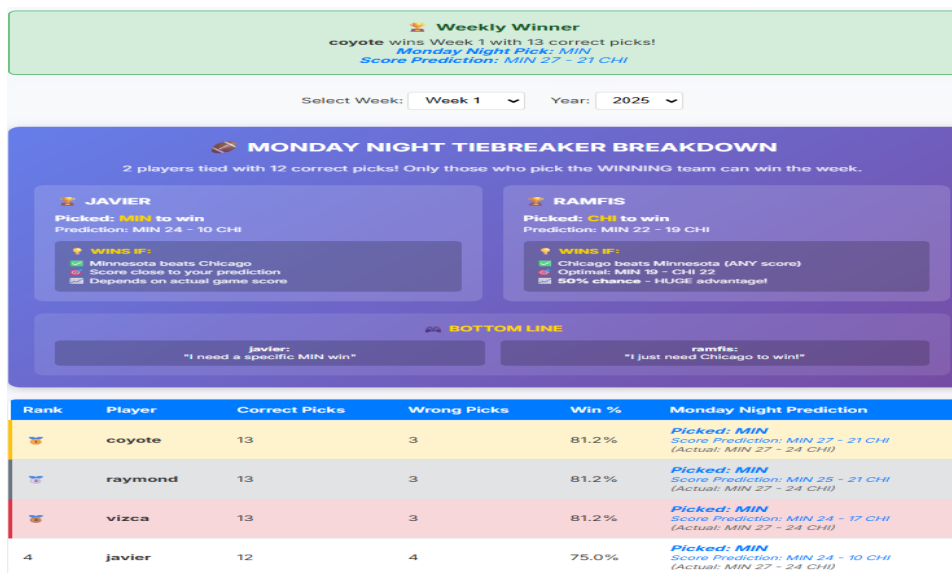 Weekly Winner
coyote wins Week 1 with 13 correct picks!
Monday Night Pick: MIN
Score Prediction: MIN 27 - 21 CHI
Select Week: Week 1 Year: 2025
MONDAY NIGHT TIEBREAKER BREAKDOWN
2 players tied with 12 correct picks! Only those who pick the WINNING team can win the week.
JAVIER
Picked: MIN to win
Prediction: MIN 24 - 10 CHI
WINS IF:
Minnesota beats Chicago
Score close to your prediction
Depends on actual game score
RAMFIS
Picked: CHI to win
Prediction: MIN 22 - 19 CHI
WINS IF:
Chicago beats Minnesota (ANY score)
Optimal: MIN 19 - CHI 22
50% chance - HUGE advantage!
BOTTOM LINE
javier:
"I need a specific MIN win"
ramfis:
"I just need Chicago to win!"
Rank Player Correct Picks Wrong Picks Win % Monday Night Prediction
coyote 13 3 81.2% Picked: MIN
Score Prediction: MIN 27 - 21 CHI
(Actual: MIN 27 - 24 CHI)
raymond 13 3 81.2% Picked: MIN
Score Prediction: MIN 25 - 21 CHI
(Actual: MIN 27 - 24 CHI)
vizca 13 3 81.2% Picked: MIN
Score Prediction: MIN 24 - 17 CHI
(Actual: MIN 27 - 24 CHI)
4 javier 12 4 75.0% Picked: MIN
Score Prediction: MIN 24 - 10 CHI
(Actual: MIN 27 - 24 CHI)